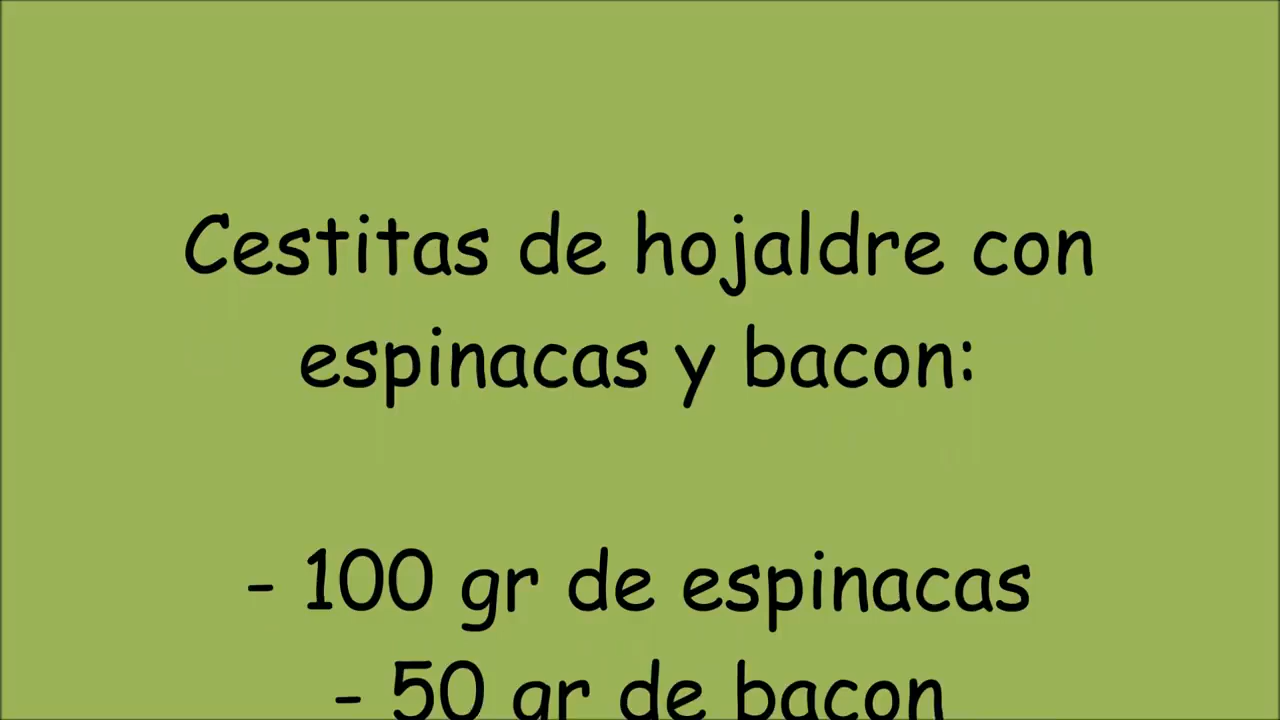 Cestitas de hojaldre con
espinacas y bacon:
- 100 gr de espinacas
- 50 gr de bacon